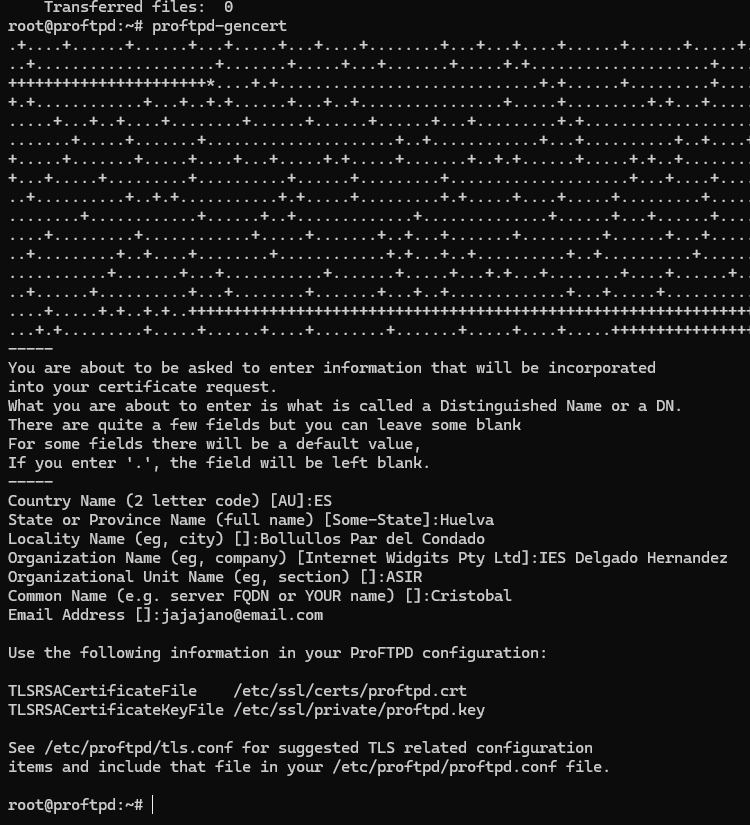 Transferred files:  0
root@proftpd:~# proftpd-gencert
-----
You are about to be asked to enter information that will be incorporated
into your certificate request.
What you are about to enter is what is called a Distinguished Name or a DN.
There are quite a few fields but you can leave some blank
For some fields there will be a default value,
If you enter '.', the field will be left blank.
-----
Country Name (2 letter code) [AU]:ES
State or Province Name (full name) [Some-State]:Huelva
Locality Name (eg, city) []:Bollullos Par del Condado
Organization Name (eg, company) [Internet Widgits Pty Ltd]:IES Delgado Hernandez
Organizational Unit Name (eg, section) []:ASIR
Common Name (e.g. server FQDN or YOUR name) []:Cristobal
Email Address []:jajajano@email.com
Use the following information in your ProFTPD configuration:
TLSRSACertificateFile    /etc/ssl/certs/proftpd.crt
TLSRSACertificateKeyFile /etc/ssl/private/proftpd.key
See /etc/proftpd/tls.conf for suggested TLS related configuration
items and include that file in your /etc/proftpd/proftpd.conf file.
root@proftpd:~#